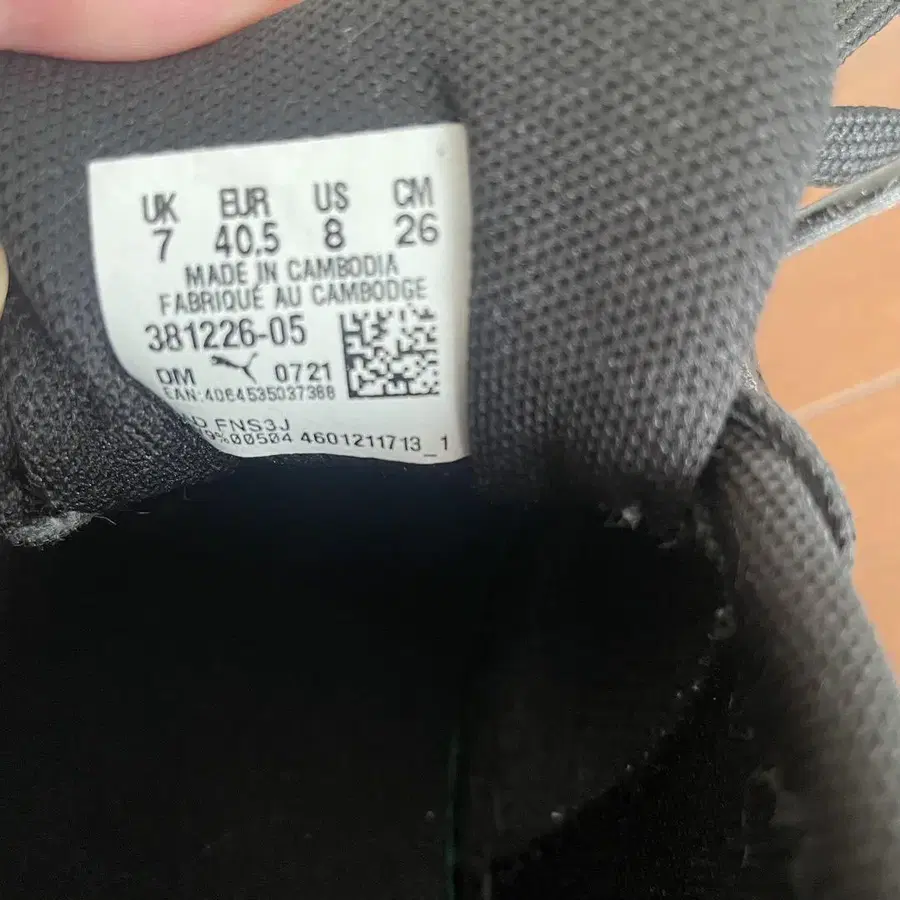 UK EUR US CM
7 40.5 8 26
MADE IN CAMBODIA
FABRIQUÉ AU CAMBODGE
381226-05
DM 0721
EAN:4064535037388
FNS3J
%00504 4601211713_1